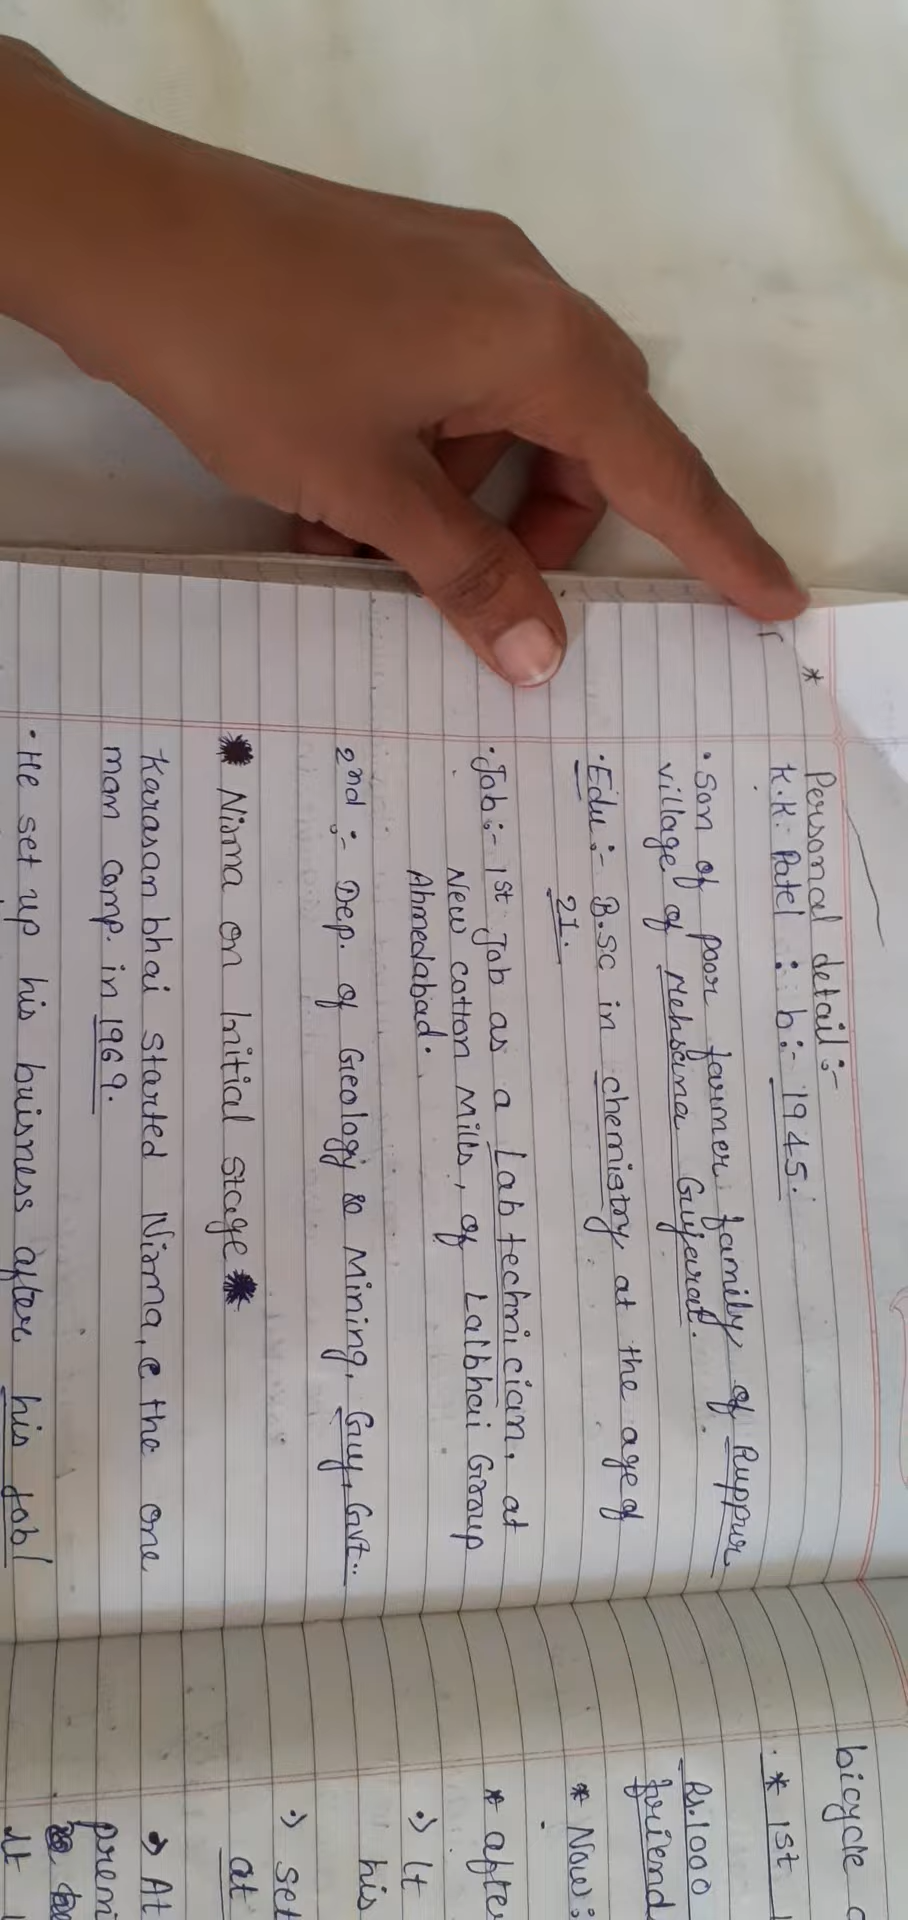 * Personal detail :-
K.K. Patel : b:- 1945.
• Son of poor farmer family of Ruppur
village of Mehsana Gujarat.
• Edu :- B.sc in chemistry at the age of
21.
• Job :- 1st Job as a Lab technician, at
New cotton Mills, of Lalbhai Group
Ahmedabad.
2nd :- Dep. of Geology & Mining, Guj, Gvt..
Nirma on Initial stage
Karasanbhai started Nirma, the one
man comp. in 1969.
• He set up his buisness after his Job
bicycle
* 1st
Rs.1000
friend
* Now :
* after
It
his
set
at
→ At
premi
It